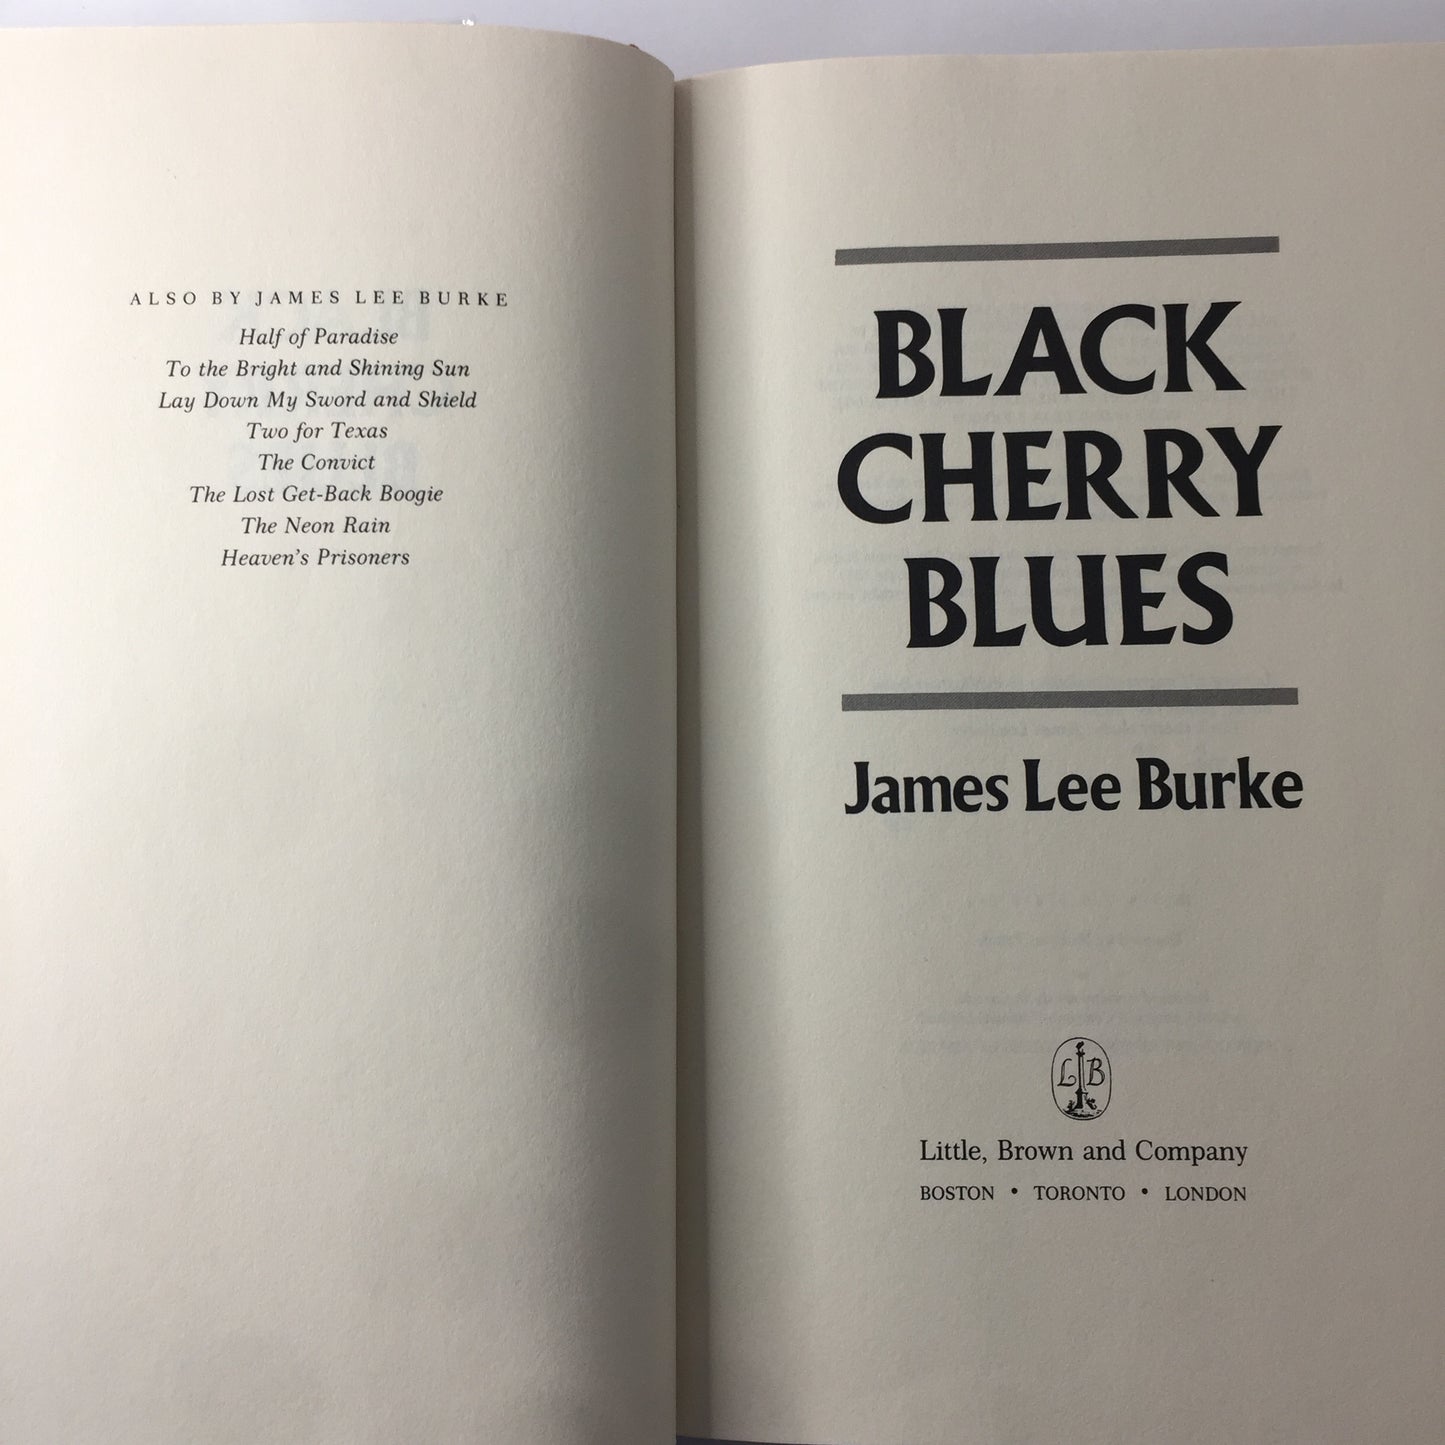 ALSO BY JAMES LEE BURKE
Half of Paradise
To the Bright and Shining Sun
Lay Down My Sword and Shield
Two for Texas
The Convict
The Lost Get-Back Boogie
The Neon Rain
Heaven's Prisoners
BLACK
CHERRY
BLUES
James Lee Burke
L B
Little, Brown and Company
BOSTON • TORONTO • LONDON